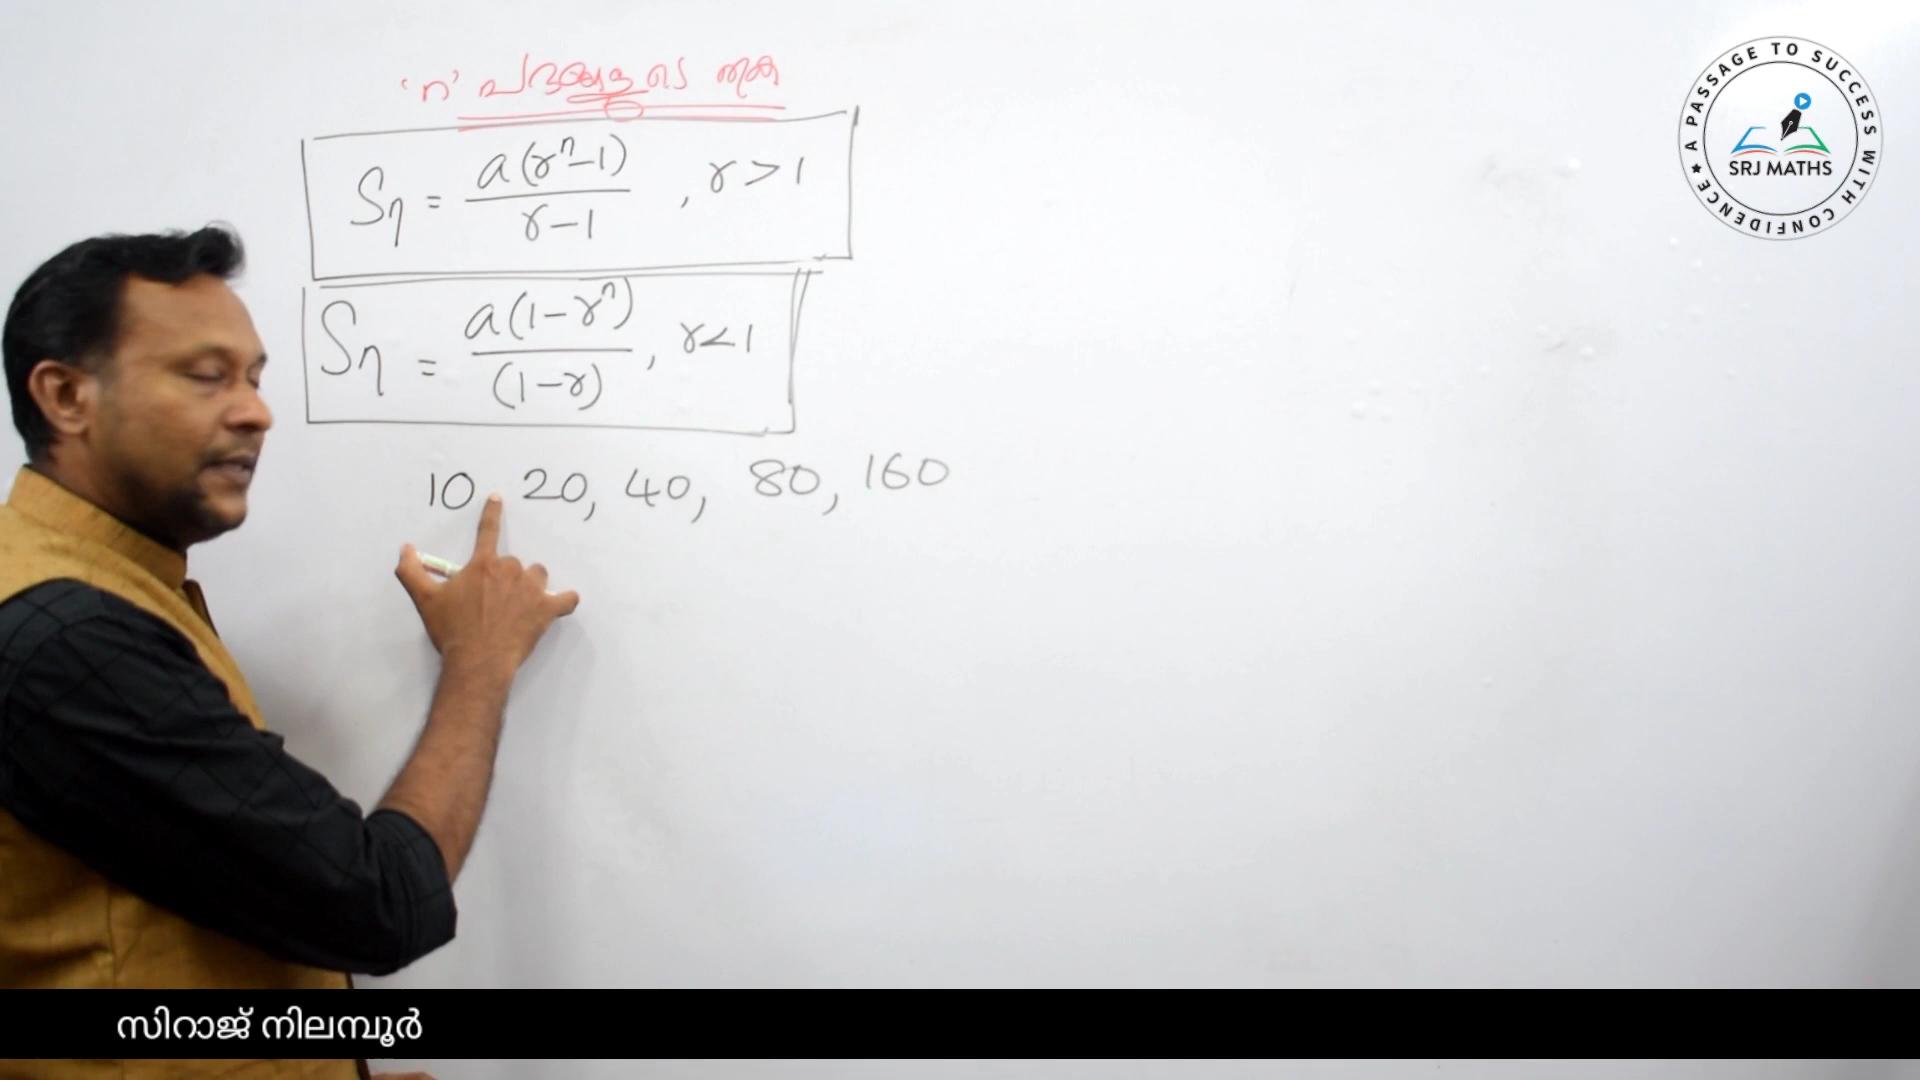 'n' പദങ്ങളുടെ തുക
Sn = a(r^n-1) / r-1 , r > 1
Sn = a(1-r^n) / (1-r) , r<1
10, 20, 40, 80, 160
A PASSAGE TO SUCCESS WITH CONFIDENCE
SRJ MATHS
സിറാജ് നിലമ്പൂർ